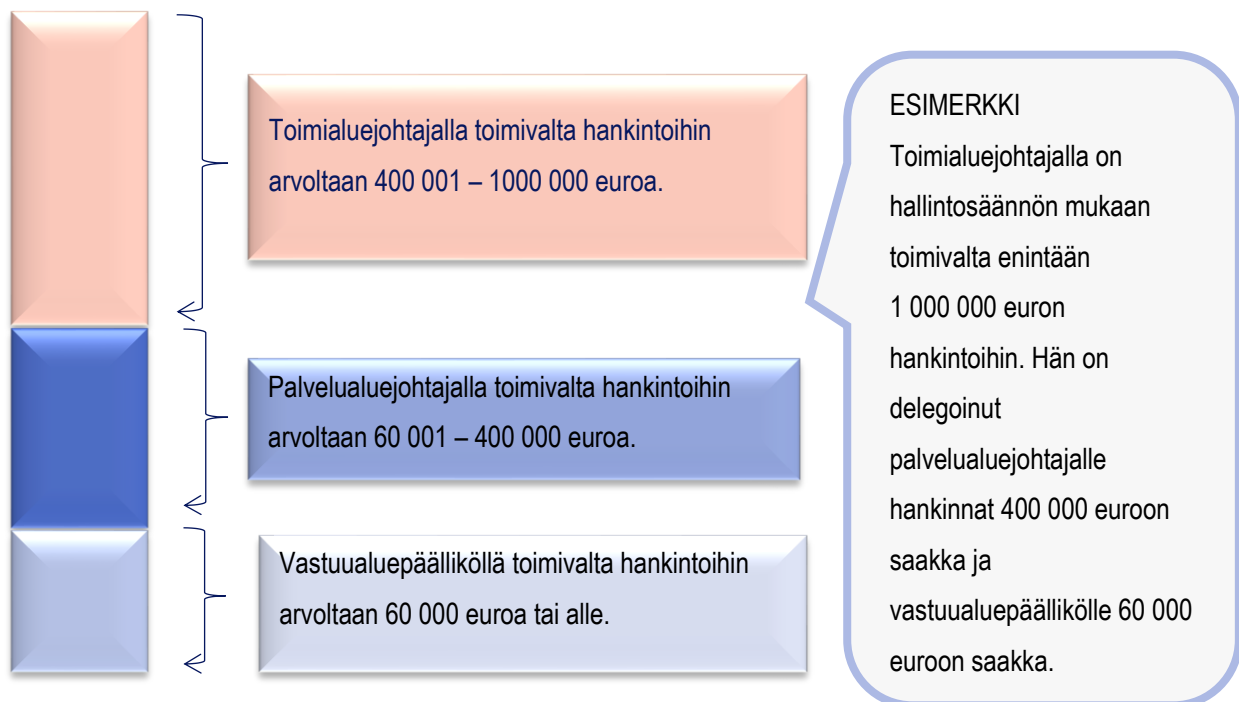 Toimialuejohtajalla toimivalta hankintoihin
arvoltaan 400 001 – 1000 000 euroa.
Palvelualuejohtajalla toimivalta hankintoihin
arvoltaan 60 001 – 400 000 euroa.
Vastuualuepäälliköllä toimivalta hankintoihin
arvoltaan 60 000 euroa tai alle.
ESIMERKKI
Toimialuejohtajalla on
hallintosäännön mukaan
toimivalta enintään
1 000 000 euron
hankintoihin. Hän on
delegoinut
palvelualuejohtajalle
hankinnat 400 000 euroon
saakka ja
vastuualuepäällikölle 60 000
euroon saakka.